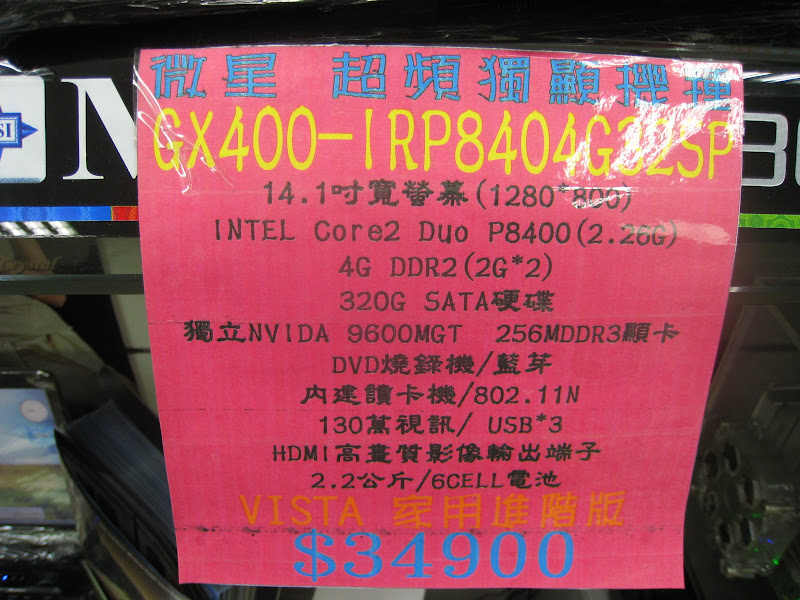 微星 超頻獨顯機種
GX400-IRP8404G32SP
14.1吋寬螢幕(1280*800)
INTEL Core2 Duo P8400(2.26G)
4G DDR2(2G*2)
320G SATA硬碟
獨立NVIDA 9600MGT 256MDDR3顯卡
DVD燒錄機/藍芽
內建讀卡機/802.11N
130萬視訊/ USB*3
HDMI高畫質影像輸出端子
2.2公斤/6CELL電池
VISTA 家用進階版
$34900